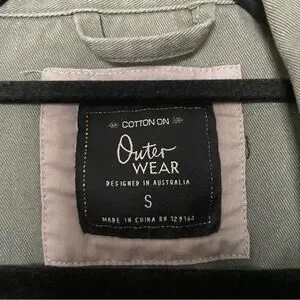 COTTON ON
Outer
WEAR
DESIGNED IN AUSTRALIA
S
MADE IN CHINA RN 129164